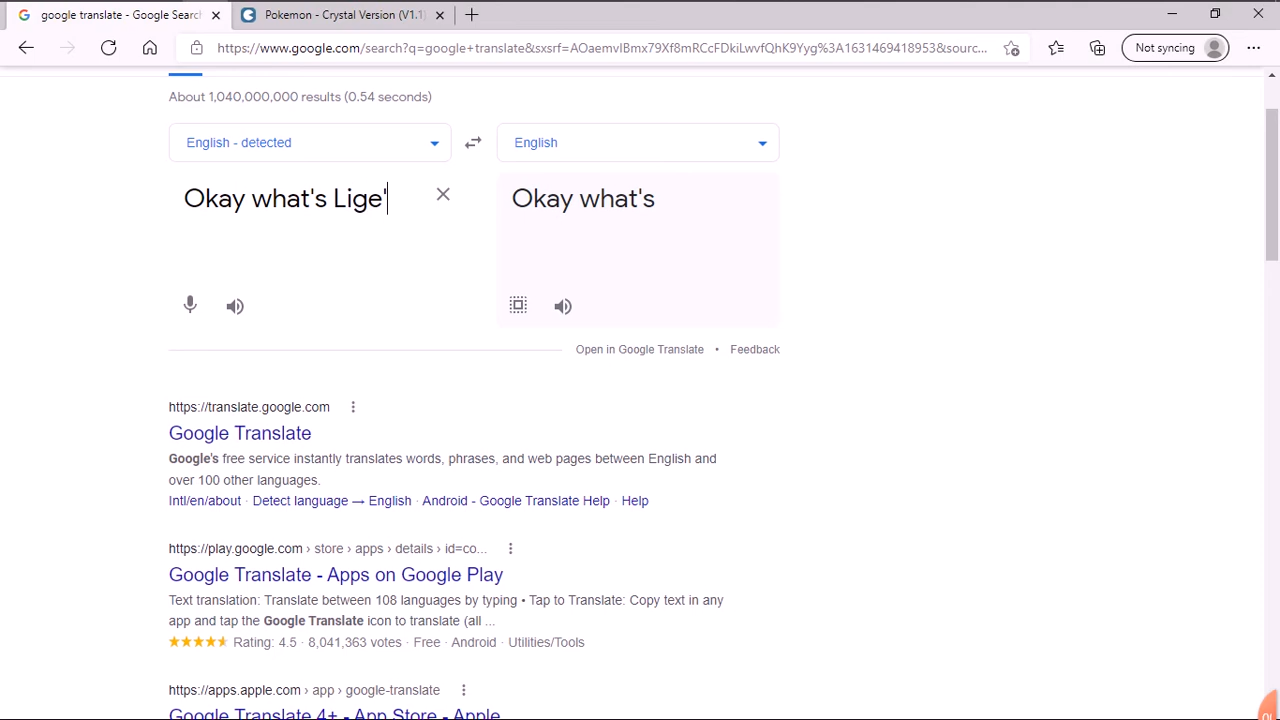 google translate - Google Searc
Pokemon - Crystal Version (V1.1)
https://www.google.com/search?q=google+translate&sxsrf=AOaemvIBmx79Xf8mRCcFDkiLwvfQhK9Yyg%3A1631469418953&sourc...
Not syncing
About 1,040,000,000 results (0.54 seconds)
English - detected
English
Okay what's Lige'
Okay what's
Open in Google Translate • Feedback
https://translate.google.com
Google Translate
Google's free service instantly translates words, phrases, and web pages between English and
over 100 other languages.
Intl/en/about · Detect language → English · Android - Google Translate Help · Help
https://play.google.com › store › apps › details › id=co...
Google Translate - Apps on Google Play
Text translation: Translate between 108 languages by typing • Tap to Translate: Copy text in any
app and tap the Google Translate icon to translate (all ...
Rating: 4.5 · 8,041,363 votes · Free · Android · Utilities/Tools
https://apps.apple.com › app › google-translate
Google Translate 4+ - App Store - Apple